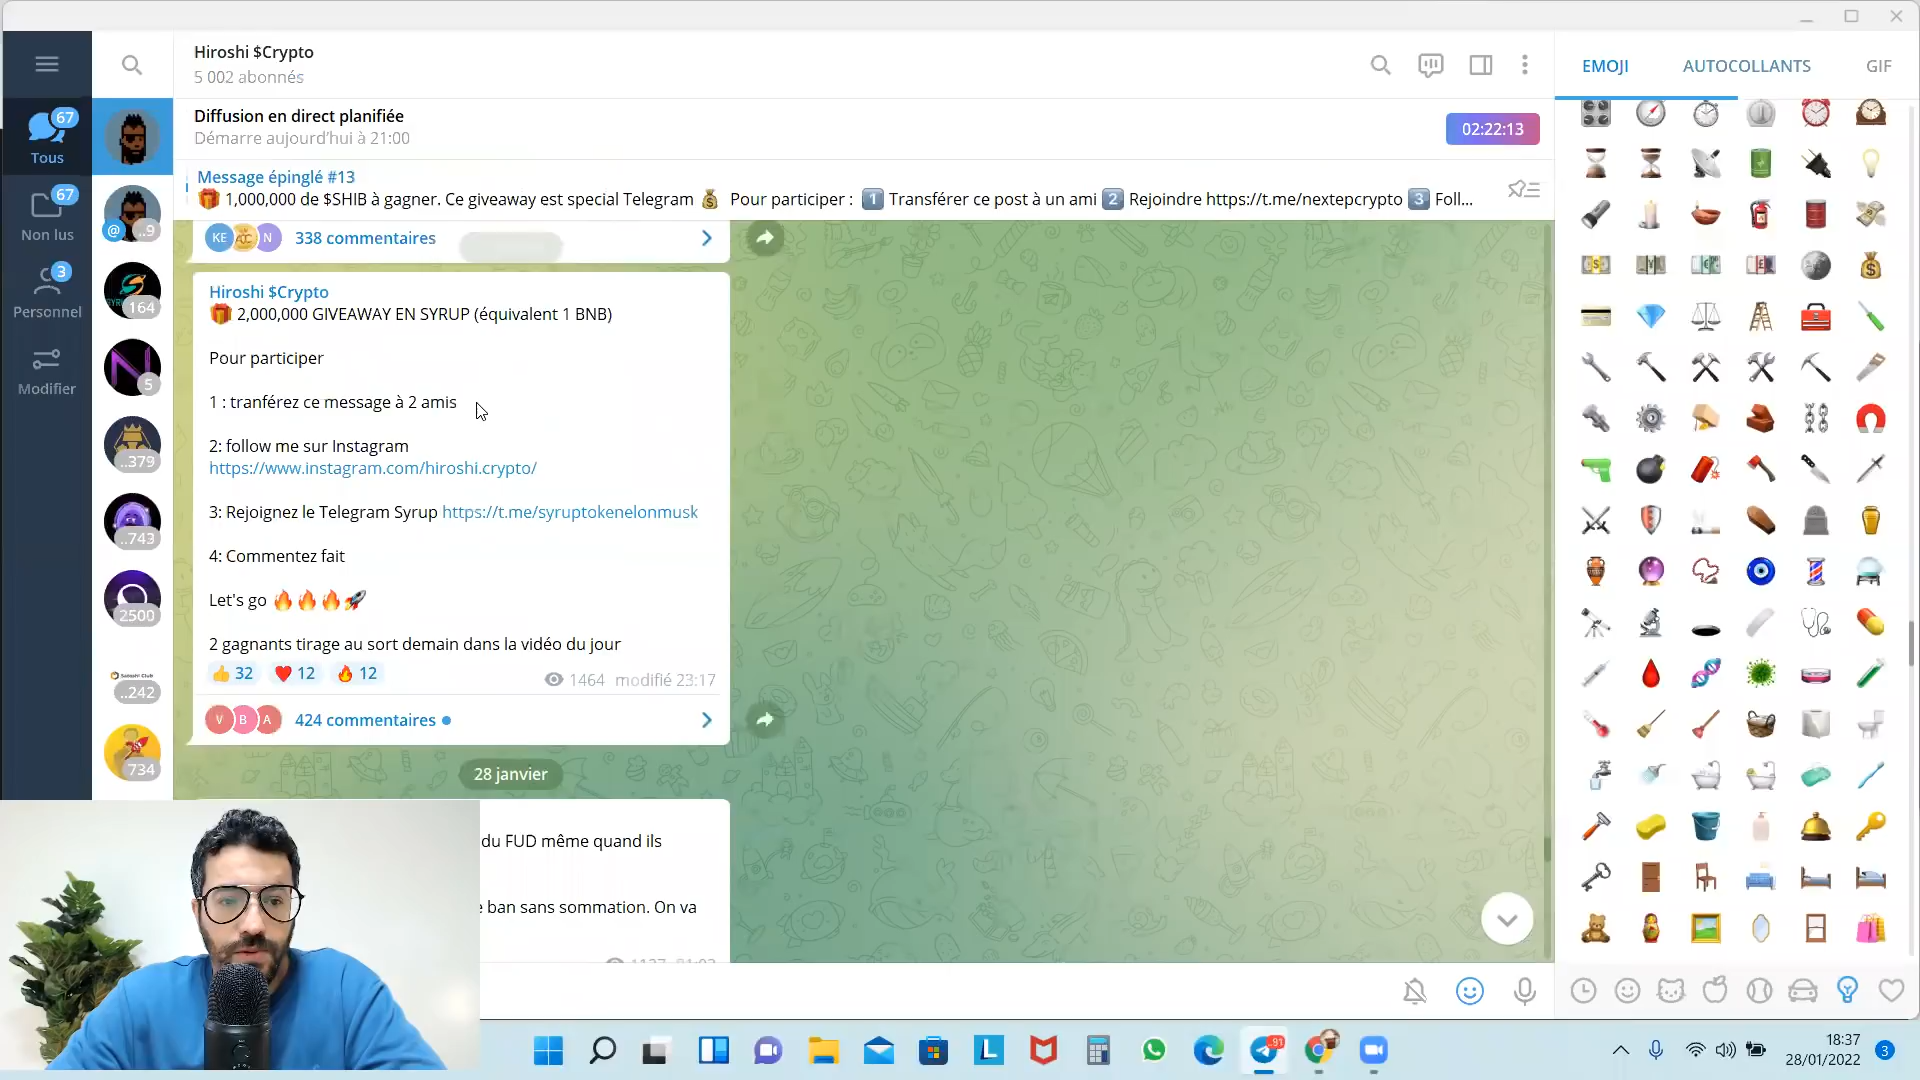 Hiroshi $Crypto
5 002 abonnés
EMOJI
AUTOCOLLANTS
GIF
67
Tous
67
Non lus
3
Personnel
Modifier
@
..9
164
5
..379
..743
2500
..242
734
Diffusion en direct planifiée
Démarre aujourd'hui à 21:00
02:22:13
Message épinglé #13
🎁 1,000,000 de $SHIB à gagner. Ce giveaway est special Telegram 💰 Pour participer : 1️⃣ Transférer ce post à un ami 2️⃣ Rejoindre https://t.me/nextepcrypto 3️⃣ Foll...
KE
N
338 commentaires
Hiroshi $Crypto
🎁 2,000,000 GIVEAWAY EN SYRUP (équivalent 1 BNB)
Pour participer
1 : tranférez ce message à 2 amis
2: follow me sur Instagram
https://www.instagram.com/hiroshi.crypto/
3: Rejoignez le Telegram Syrup https://t.me/syruptokenelonmusk
4: Commentez fait
Let's go 🔥🔥🔥🚀
2 gagnants tirage au sort demain dans la vidéo du jour
👍 32 ❤️ 12 🔥 12
1464 modifié 23:17
V B A
424 commentaires
28 janvier
du FUD même quand ils
e ban sans sommation. On va
91
18:37
28/01/2022
3